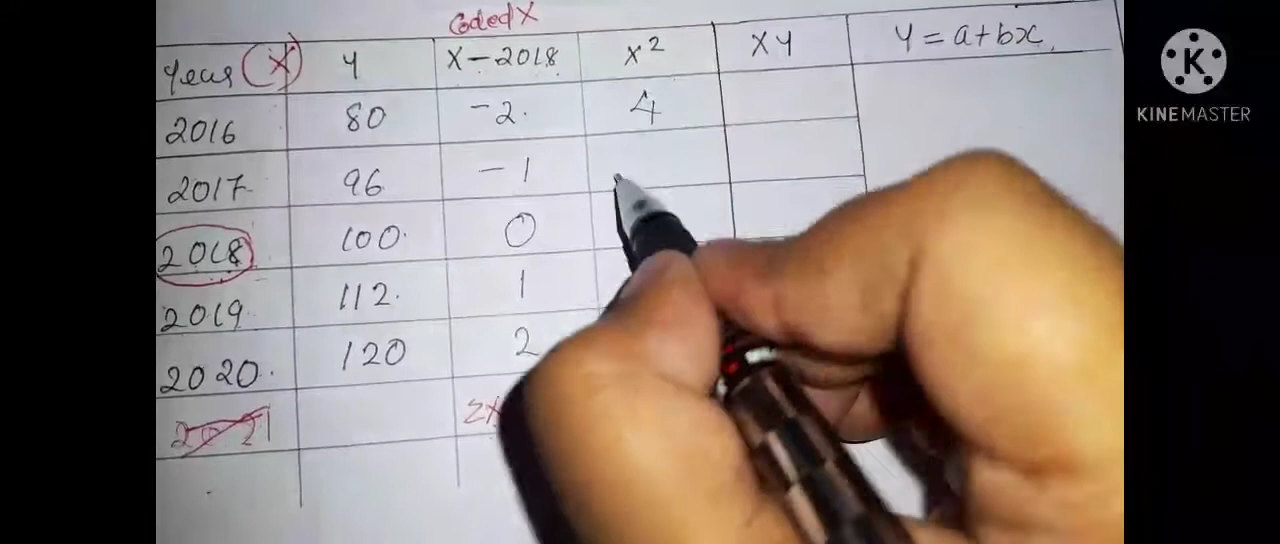 Coded X
Year (X) Y X-2018 X² XY Y = a+bx
2016 80 -2 4
2017 96 -1
2018 100 0
2019 112 1
2020 120 2
2021 ΣX
K
KINEMASTER